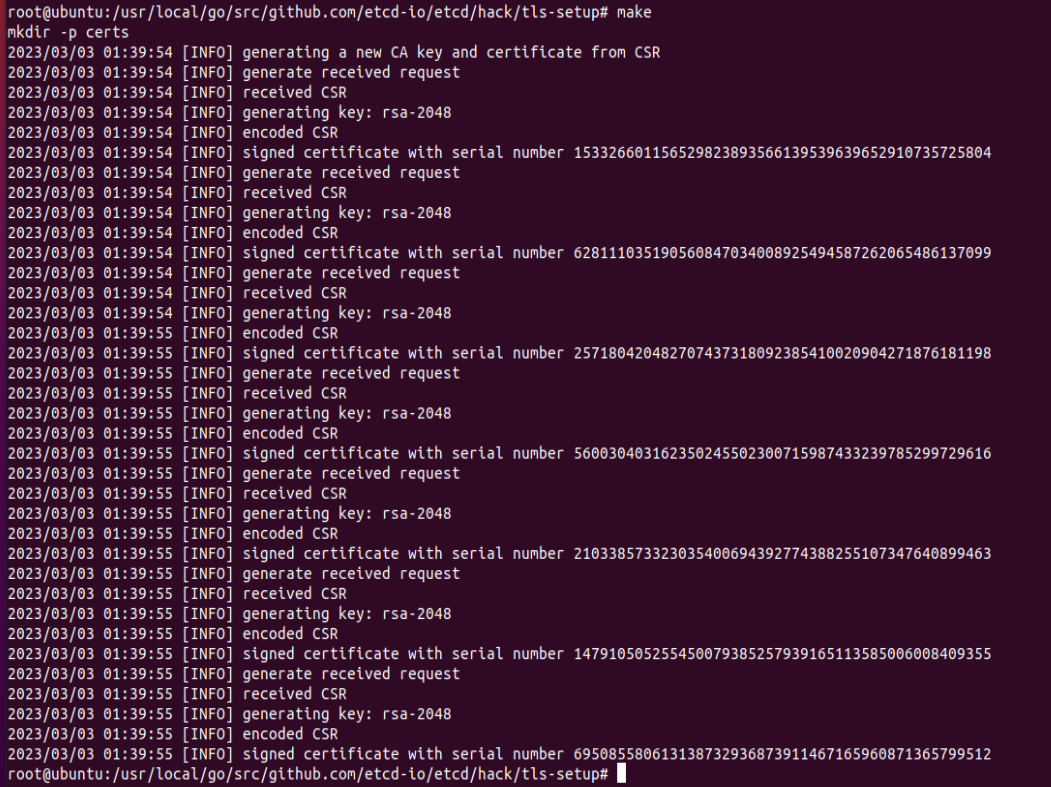 root@ubuntu:/usr/local/go/src/github.com/etcd-io/etcd/hack/tls-setup# make
mkdir -p certs
2023/03/03 01:39:54 [INFO] generating a new CA key and certificate from CSR
2023/03/03 01:39:54 [INFO] generate received request
2023/03/03 01:39:54 [INFO] received CSR
2023/03/03 01:39:54 [INFO] generating key: rsa-2048
2023/03/03 01:39:54 [INFO] encoded CSR
2023/03/03 01:39:54 [INFO] signed certificate with serial number 153326601156529823893566139539639652910735725804
2023/03/03 01:39:54 [INFO] generate received request
2023/03/03 01:39:54 [INFO] received CSR
2023/03/03 01:39:54 [INFO] generating key: rsa-2048
2023/03/03 01:39:54 [INFO] encoded CSR
2023/03/03 01:39:54 [INFO] signed certificate with serial number 628111035190560847034008925494587262065486137099
2023/03/03 01:39:54 [INFO] generate received request
2023/03/03 01:39:54 [INFO] received CSR
2023/03/03 01:39:54 [INFO] generating key: rsa-2048
2023/03/03 01:39:55 [INFO] encoded CSR
2023/03/03 01:39:55 [INFO] signed certificate with serial number 257180420482707437318092385410020904271876181198
2023/03/03 01:39:55 [INFO] generate received request
2023/03/03 01:39:55 [INFO] received CSR
2023/03/03 01:39:55 [INFO] generating key: rsa-2048
2023/03/03 01:39:55 [INFO] encoded CSR
2023/03/03 01:39:55 [INFO] signed certificate with serial number 560030403162350245502300715987433239785299729616
2023/03/03 01:39:55 [INFO] generate received request
2023/03/03 01:39:55 [INFO] received CSR
2023/03/03 01:39:55 [INFO] generating key: rsa-2048
2023/03/03 01:39:55 [INFO] encoded CSR
2023/03/03 01:39:55 [INFO] signed certificate with serial number 210338573323035400694392774388255107347640899463
2023/03/03 01:39:55 [INFO] generate received request
2023/03/03 01:39:55 [INFO] received CSR
2023/03/03 01:39:55 [INFO] generating key: rsa-2048
2023/03/03 01:39:55 [INFO] encoded CSR
2023/03/03 01:39:55 [INFO] signed certificate with serial number 147910505255450079385257939165113585006008409355
2023/03/03 01:39:55 [INFO] generate received request
2023/03/03 01:39:55 [INFO] received CSR
2023/03/03 01:39:55 [INFO] generating key: rsa-2048
2023/03/03 01:39:55 [INFO] encoded CSR
2023/03/03 01:39:55 [INFO] signed certificate with serial number 695085580613138732936873911467165960871365799512
root@ubuntu:/usr/local/go/src/github.com/etcd-io/etcd/hack/tls-setup#